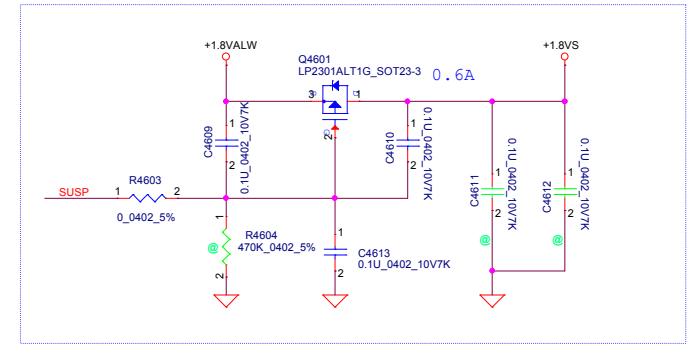 +1.8VALW
+1.8VS
Q4601
LP2301ALT1G_SOT23-3
0.6A
3
1
2
1
2
C4609
0.1U_0402_10V7K
1
2
C4610
0.1U_0402_10V7K
1
2
C4611
0.1U_0402_10V7K
@
1
2
C4612
0.1U_0402_10V7K
@
SUSP
1
R4603
2
0_0402_5%
1
R4604
470K_0402_5%
@
2
1
C4613
0.1U_0402_10V7K
2